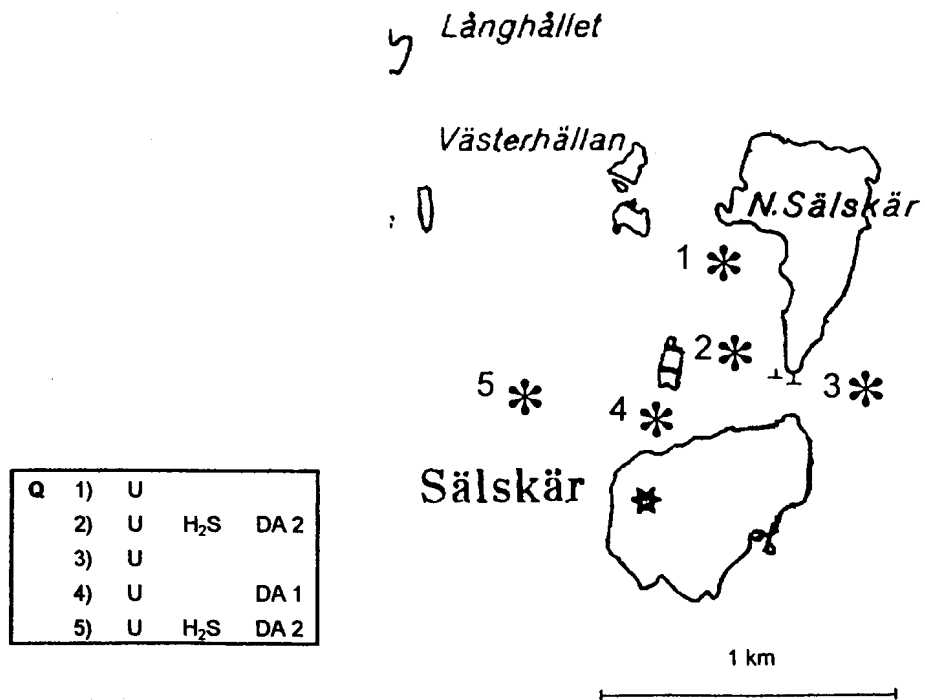 Långhållet
Västerhällan
N.Sälskär
1
2
3
5
4
Sälskär
Q 1) U
2) U H₂S DA 2
3) U
4) U DA 1
5) U H₂S DA 2
1 km